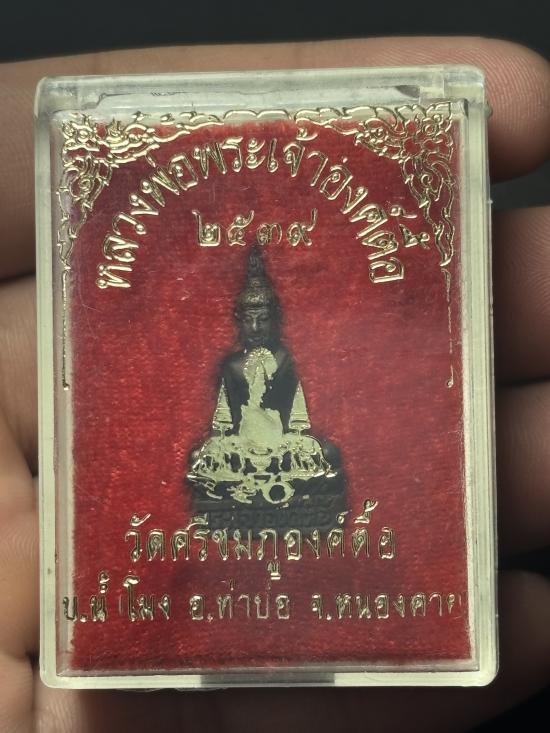 หลวงพ่อพระเจ้าองค์ตื้อ
๒๕๓๙
วัดศรีชมภูองค์ตื้อ
บ.น้ำโมง อ.ท่าบ่อ จ.หนองคาย